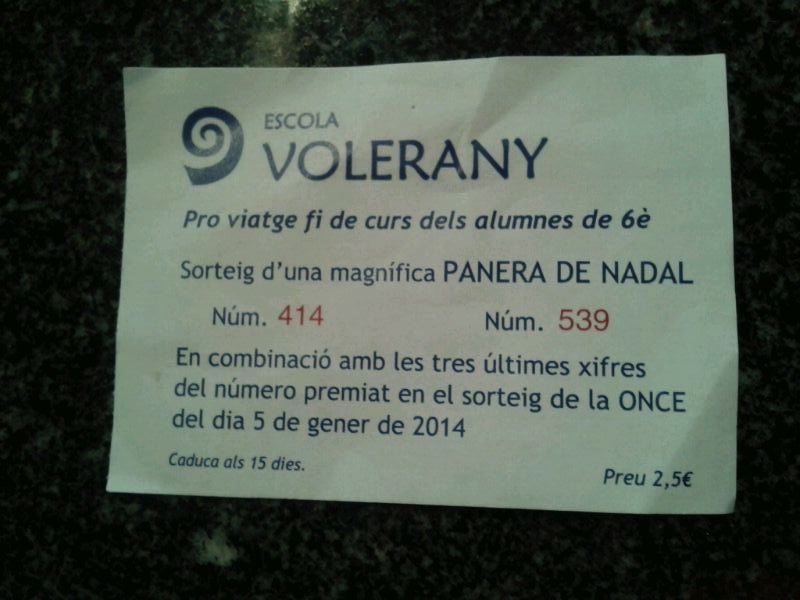 ESCOLA
VOLERANY
Pro viatge fi de curs dels alumnes de 6è
Sorteig d'una magnífica PANERA DE NADAL
Núm. 414 Núm. 539
En combinació amb les tres últimes xifres
del número premiat en el sorteig de la ONCE
del dia 5 de gener de 2014
Caduca als 15 dies.
Preu 2,5€